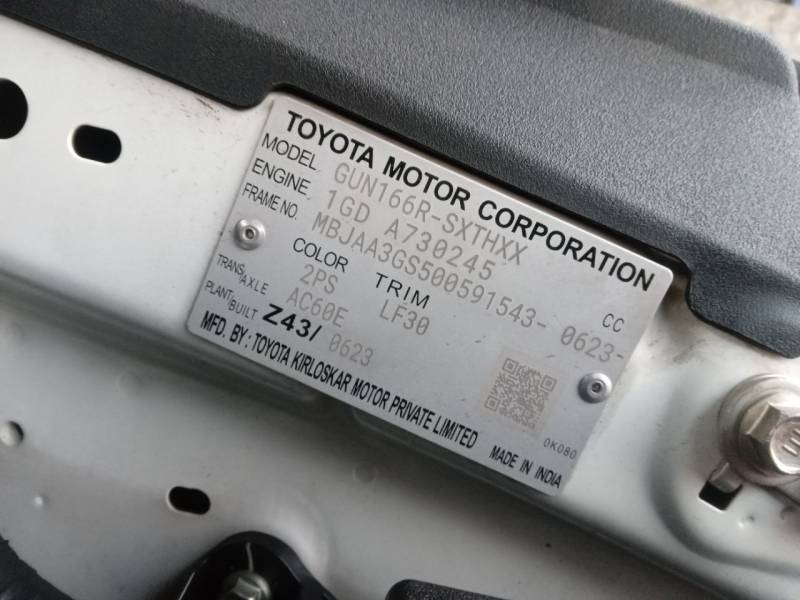 TOYOTA MOTOR CORPORATION
MODEL GUN166R-SXTHXX
ENGINE 1GD A730245 CC
FRAME NO. MBJAA3GS500591543- 0623-
COLOR TRIM
2PS LF30
TRANS/AXLE AC60E
PLANT/BUILT Z43/ 0623
MFD. BY : TOYOTA KIRLOSKAR MOTOR PRIVATE LIMITED MADE IN INDIA
0K080